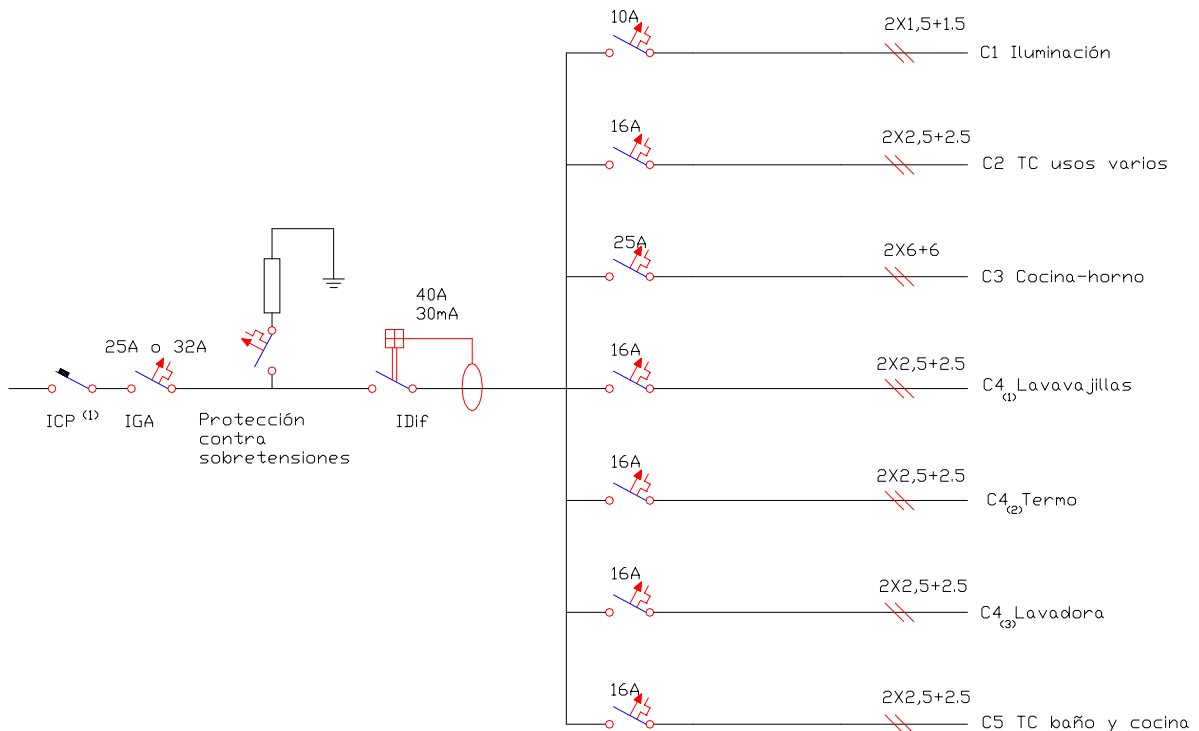 10A
2X1,5+1.5
C1 Iluminación
16A
2X2,5+2.5
C2 TC usos varios
25A
2X6+6
C3 Cocina-horno
40A
30mA
25A o 32A
16A
2X2,5+2.5
C4(1) Lavavajillas
ICP (1)
IGA
Protección
contra
sobretensiones
IDif
16A
2X2,5+2.5
C4(2) Termo
16A
2X2,5+2.5
C4(3) Lavadora
16A
2X2,5+2.5
C5 TC baño y cocina